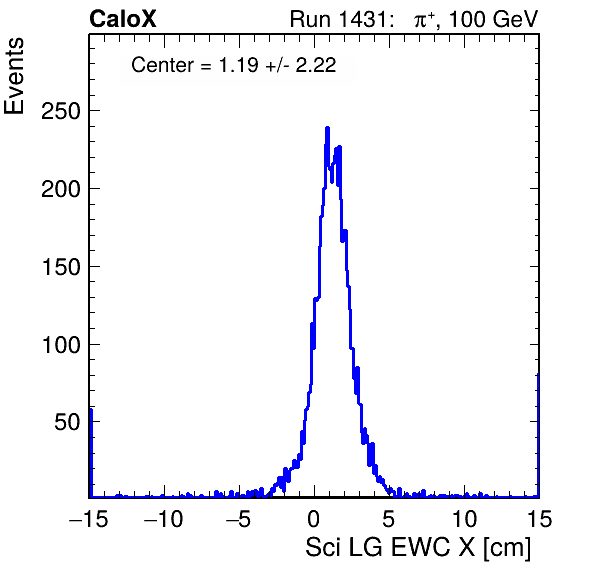 CaloX Run 1431: π⁺, 100 GeV
Center = 1.19 +/- 2.22
Events
250
200
150
100
50
−15 −10 −5 0 5 10 15
Sci LG EWC X [cm]